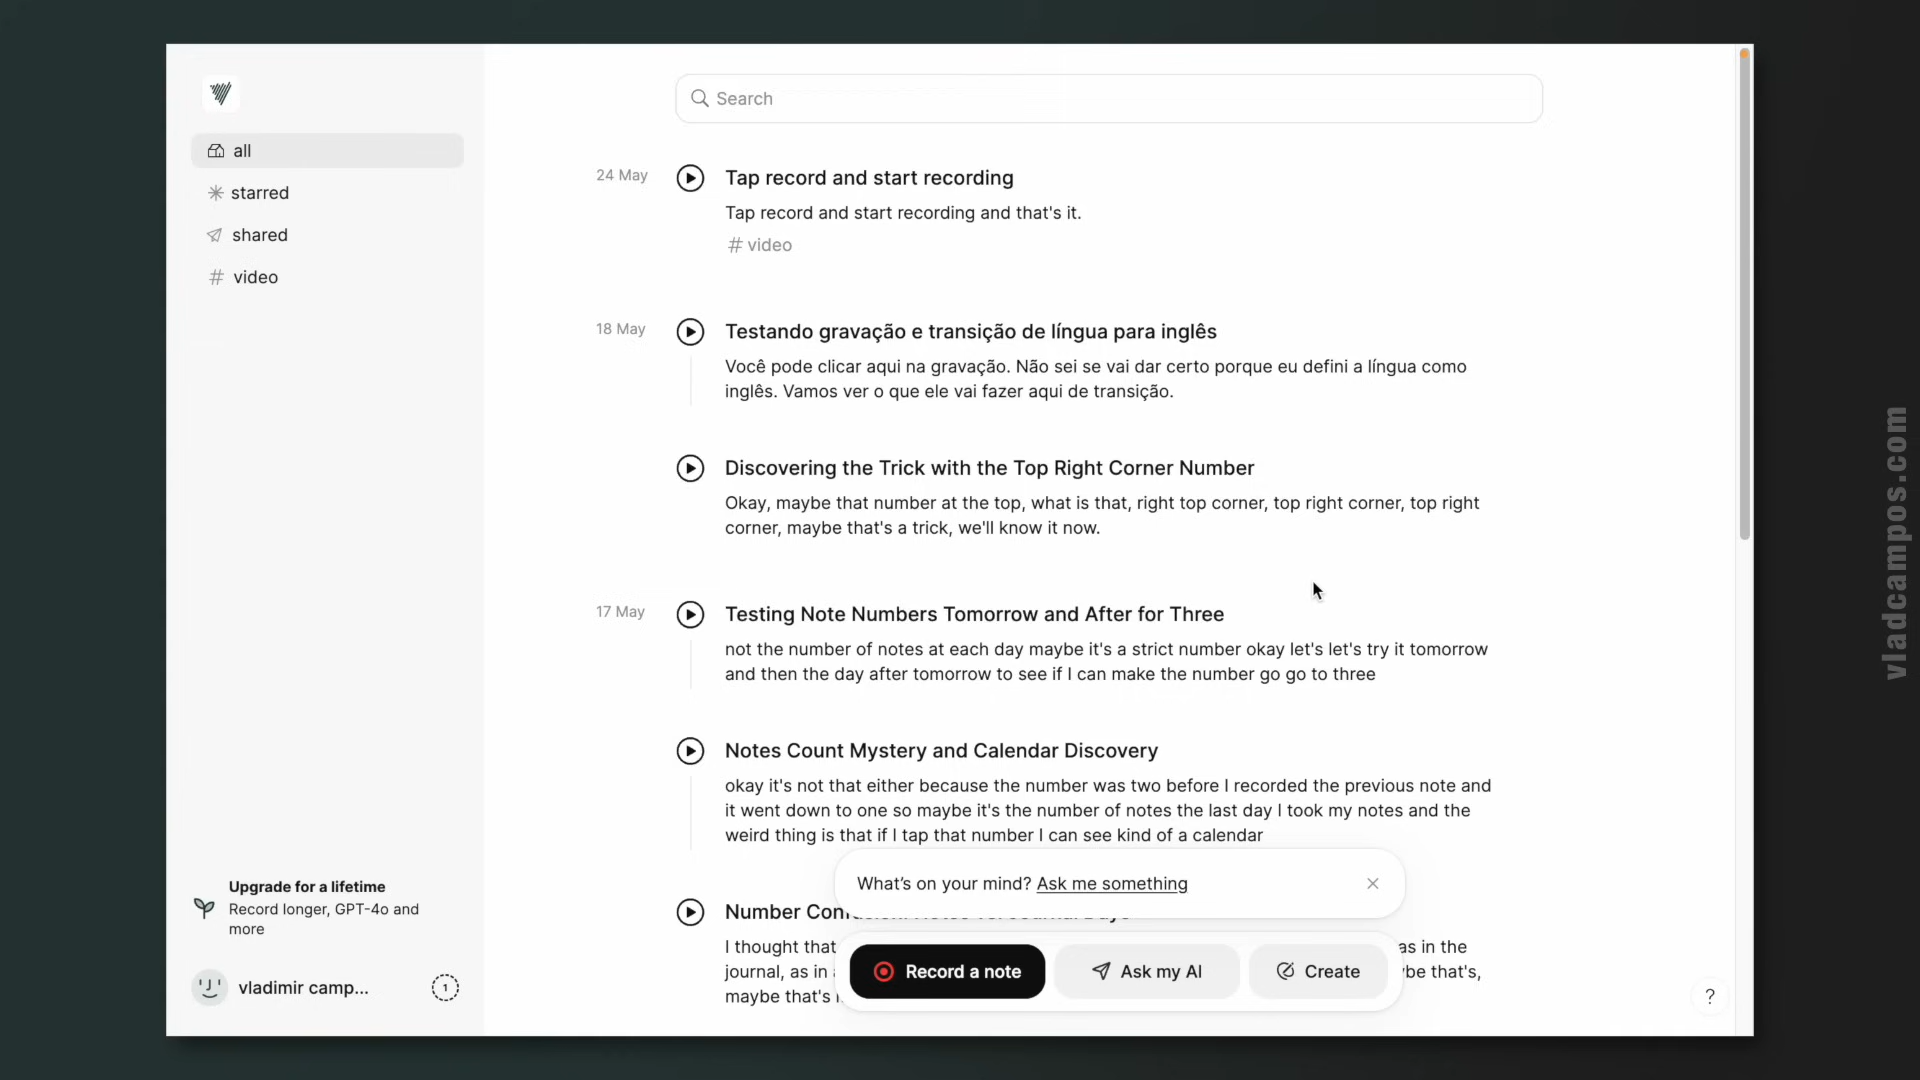 Search
all
starred
shared
# video
24 May
Tap record and start recording
Tap record and start recording and that's it.
# video
18 May
Testando gravação e transição de língua para inglês
Você pode clicar aqui na gravação. Não sei se vai dar certo porque eu defini a língua como
inglês. Vamos ver o que ele vai fazer aqui de transição.
Discovering the Trick with the Top Right Corner Number
Okay, maybe that number at the top, what is that, right top corner, top right corner, top right
corner, maybe that's a trick, we'll know it now.
17 May
Testing Note Numbers Tomorrow and After for Three
not the number of notes at each day maybe it's a strict number okay let's let's try it tomorrow
and then the day after tomorrow to see if I can make the number go go to three
Notes Count Mystery and Calendar Discovery
okay it's not that either because the number was two before I recorded the previous note and
it went down to one so maybe it's the number of notes the last day I took my notes and the
weird thing is that if I tap that number I can see kind of a calendar
What's on your mind? Ask me something
Number
I thought that as in the
journal, as in
maybe that's
Record a note
Ask my AI
Create
Upgrade for a lifetime
Record longer, GPT-4o and
more
vladimir camp...
1
?
vladcampos.com